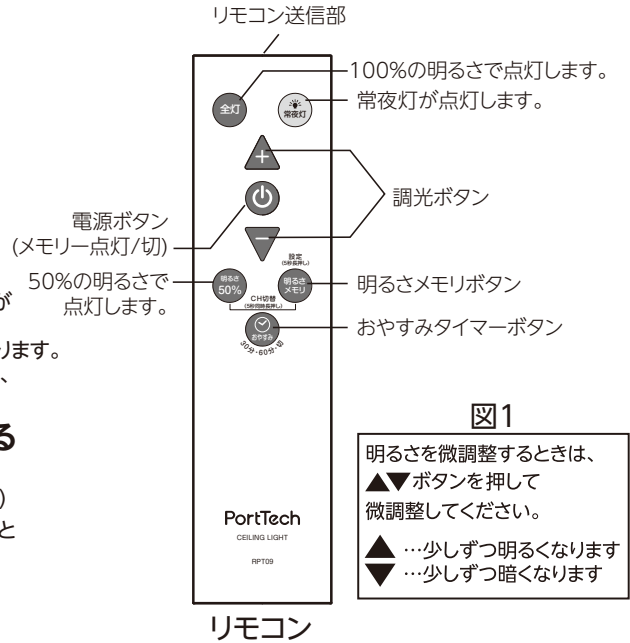 リモコン送信部
100%の明るさで点灯します。
全灯
常夜灯
常夜灯が点灯します。
+
調光ボタン
電源ボタン
(メモリー点灯/切)
−
設定
(5秒長押し)
50%の明るさで
点灯します。
明るさ
50%
明るさ
メモリ
明るさメモリボタン
CH切替
(5秒同時長押し)
おやすみ
おやすみタイマーボタン
30分・60分・切
が
ります。
、
る
)
と
PortTech
CEILING LIGHT
RPT09
リモコン
図1
明るさを微調整するときは、
▲▼ボタンを押して
微調整してください。
▲ …少しずつ明るくなります
▼ …少しずつ暗くなります